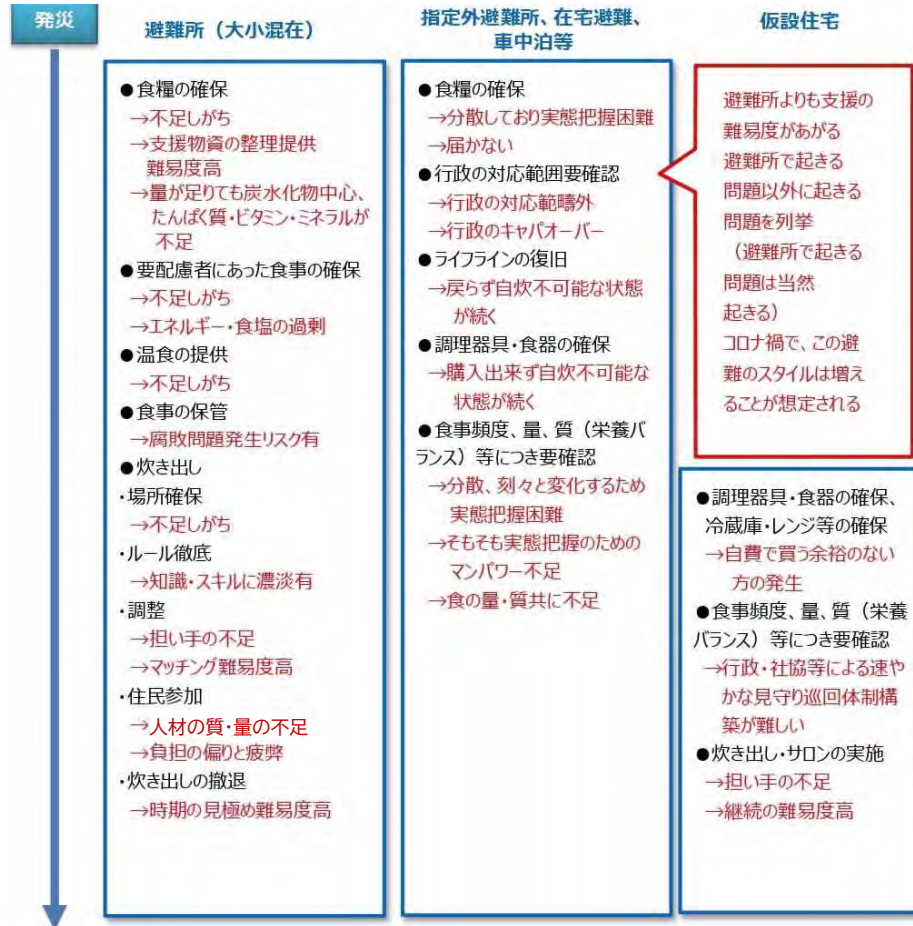 発災
避難所（大小混在）
●食糧の確保
→不足しがち
→支援物資の整理提供
難易度高
→量が足りても炭水化物中心、
たんぱく質・ビタミン・ミネラルが
不足
●要配慮者にあった食事の確保
→不足しがち
→エネルギー・食塩の過剰
●温食の提供
→不足しがち
●食事の保管
→腐敗問題発生リスク有
●炊き出し
・場所確保
→不足しがち
・ルール徹底
→知識・スキルに濃淡有
・調整
→担い手の不足
→マッチング難易度高
・住民参加
→人材の質・量の不足
→負担の偏りと疲弊
・炊き出しの撤退
→時期の見極め難易度高
指定外避難所、在宅避難、
車中泊等
●食糧の確保
→分散しており実態把握困難
→届かない
●行政の対応範囲要確認
→行政の対応範疇外
→行政のキャパオーバー
●ライフラインの復旧
→戻らず自炊不可能な状態
が続く
●調理器具・食器の確保
→購入出来ず自炊不可能な
状態が続く
●食事頻度、量、質（栄養バ
ランス）等につき要確認
→分散、刻々と変化するため
実態把握困難
→そもそも実態把握のための
マンパワー不足
→食の量・質共に不足
仮設住宅
避難所よりも支援の
難易度があがる
避難所で起きる
問題以外に起きる
問題を列挙
（避難所で起きる
問題は当然
起きる）
コロナ禍で、この避
難のスタイルは増え
ることが想定される
●調理器具・食器の確保、
冷蔵庫・レンジ等の確保
→自費で買う余裕のない
方の発生
●食事頻度、量、質（栄養
バランス）等につき要確認
→行政・社協等による速や
かな見守り巡回体制構
築が難しい
●炊き出し・サロンの実施
→担い手の不足
→継続の難易度高